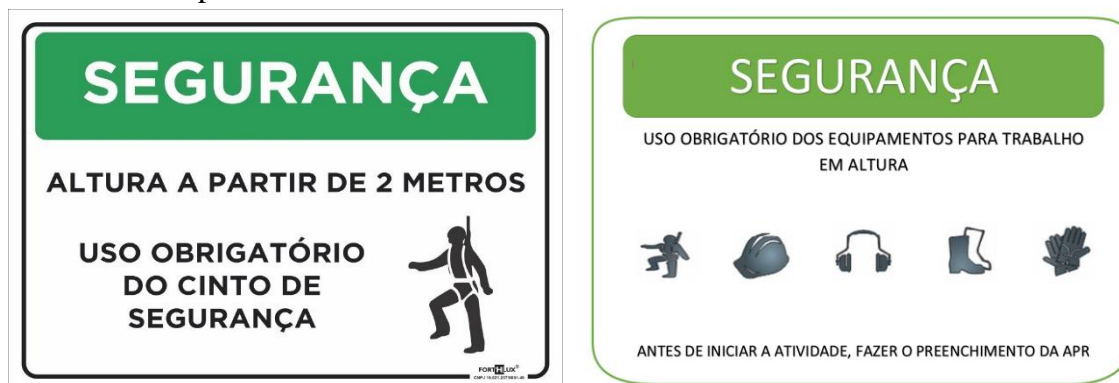 SEGURANÇA
ALTURA A PARTIR DE 2 METROS
USO OBRIGATÓRIO
DO CINTO DE
SEGURANÇA
FORTHLUX®
SEGURANÇA
USO OBRIGATÓRIO DOS EQUIPAMENTOS PARA TRABALHO
EM ALTURA
ANTES DE INICIAR A ATIVIDADE, FAZER O PREENCHIMENTO DA APR